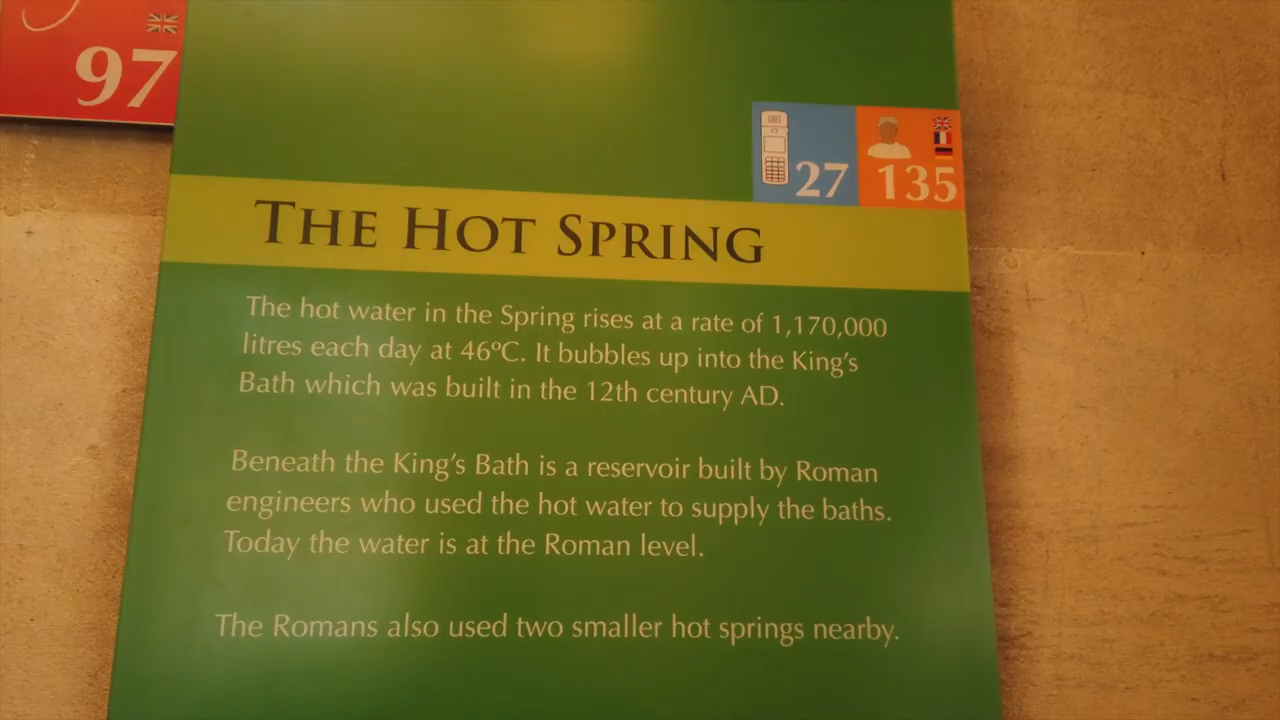 97
27
135
THE HOT SPRING
The hot water in the Spring rises at a rate of 1,170,000
litres each day at 46ºC. It bubbles up into the King's
Bath which was built in the 12th century AD.
Beneath the King's Bath is a reservoir built by Roman
engineers who used the hot water to supply the baths.
Today the water is at the Roman level.
The Romans also used two smaller hot springs nearby.